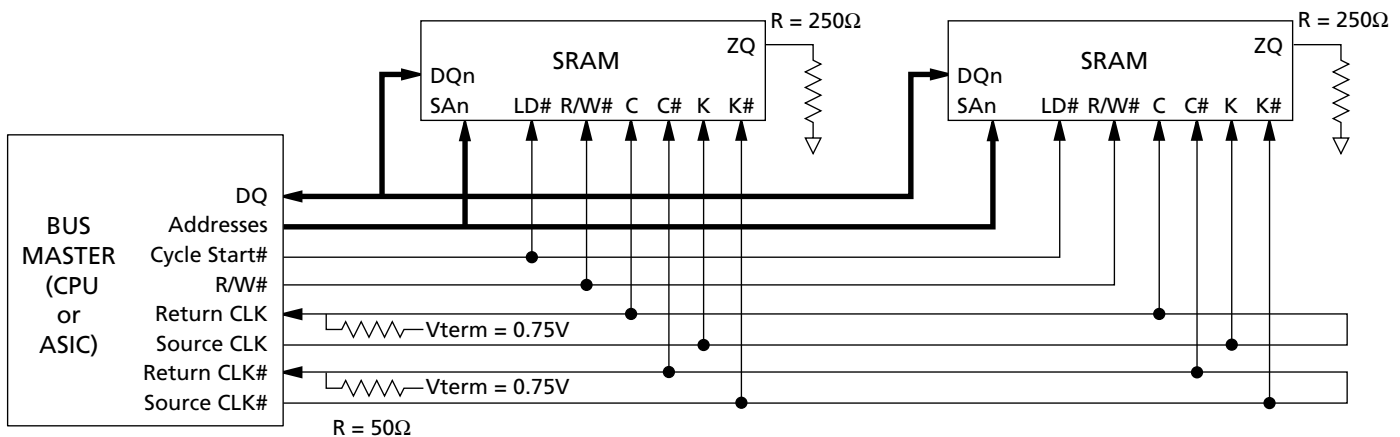 R = 250Ω
R = 250Ω
SRAM
ZQ
SRAM
ZQ
DQn
DQn
SAn LD# R/W# C C# K K#
SAn LD# R/W# C C# K K#
BUS
MASTER
(CPU
or
ASIC)
DQ
Addresses
Cycle Start#
R/W#
Return CLK
Vterm = 0.75V
Source CLK
Return CLK#
Vterm = 0.75V
Source CLK#
R = 50Ω